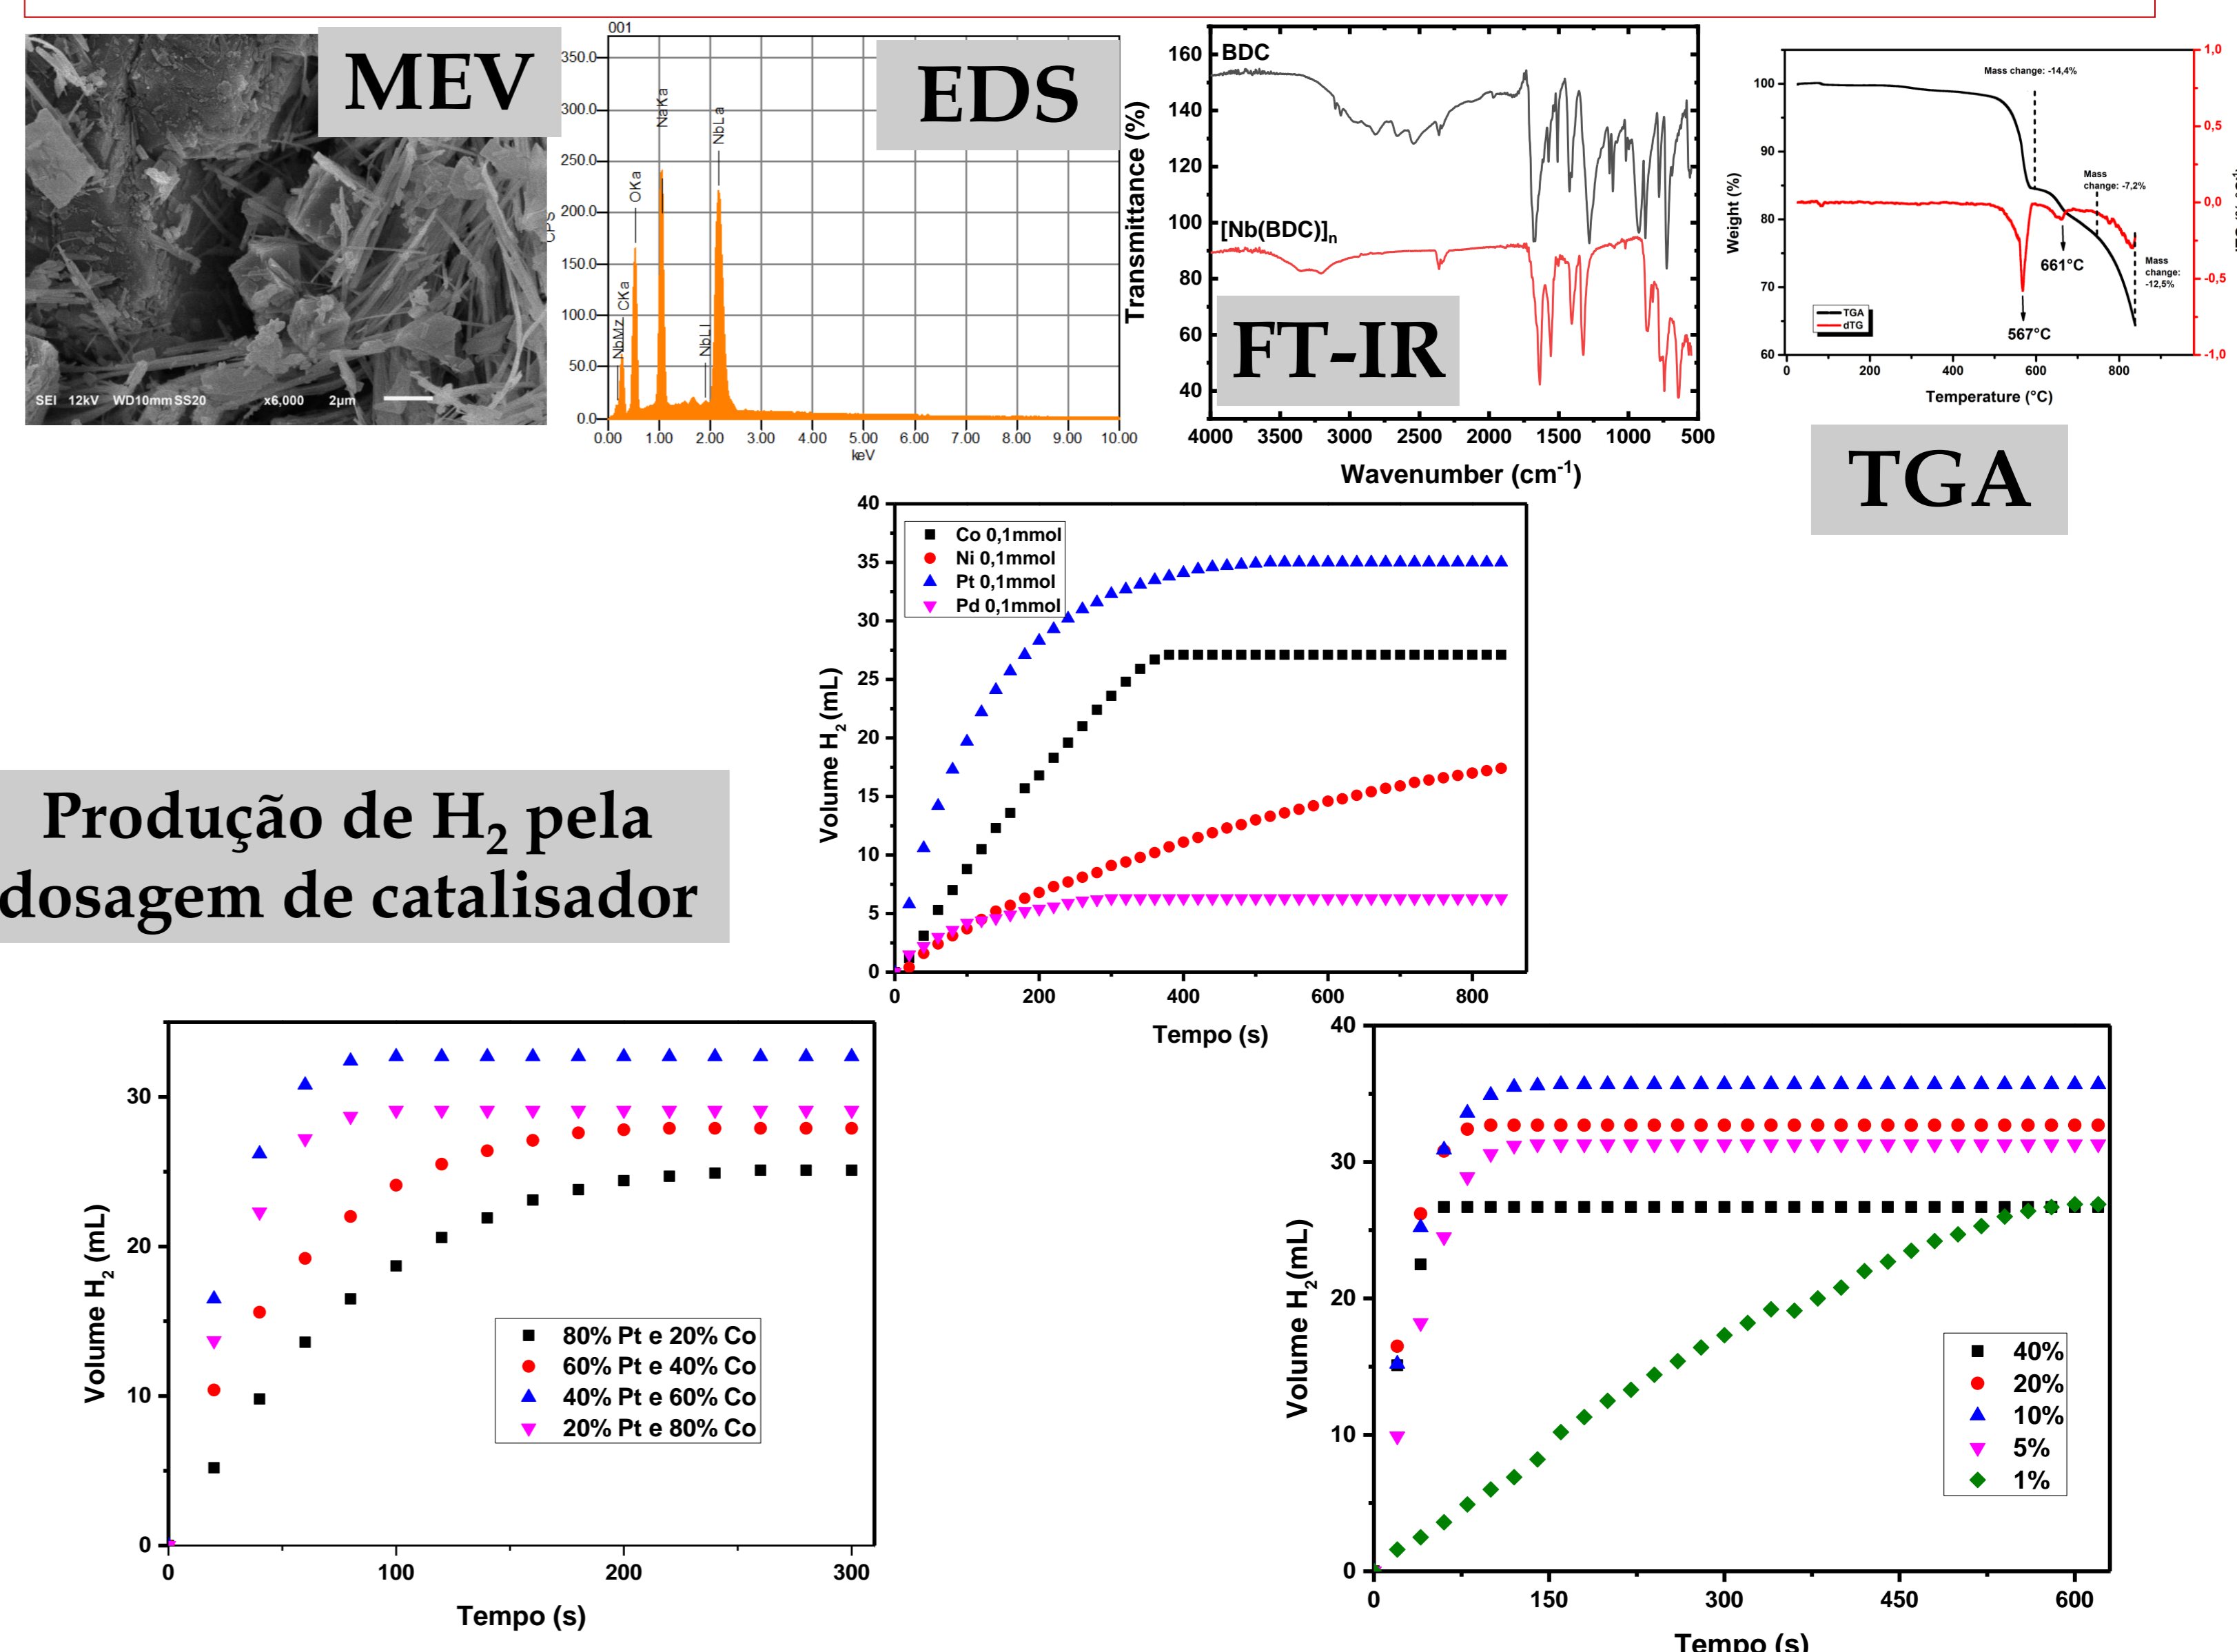 MEV
SEI 12kV WD10mm SS20 x6,000 2µm
001
EDS
CPS
350.0
300.0
250.0
200.0
150.0
100.0
50.0
0.0
NbMz
CKa
OKa
NaKa
NbLl
NbLa
0.00 1.00 2.00 3.00 4.00 5.00 6.00 7.00 8.00 9.00 10.00
keV
Transmittance (%)
160
140
120
100
80
60
40
BDC
[Nb(BDC)]n
FT-IR
4000 3500 3000 2500 2000 1500 1000 500
Wavenumber (cm-1)
Weight (%)
100
90
80
70
60
Mass change: -14,4%
Mass
change: -7,2%
Mass
change:
-12,5%
661°C
567°C
TGA
dTG
1,0
0,5
0,0
-0,5
-1,0
0 200 400 600 800
Temperature (°C)
TGA
Volume H2 (mL)
40
35
30
25
20
15
10
5
0
Co 0,1mmol
Ni 0,1mmol
Pt 0,1mmol
Pd 0,1mmol
0 200 400 600 800
Tempo (s)
Produção de H2 pela
dosagem de catalisador
Volume H2 (mL)
30
20
10
0
80% Pt e 20% Co
60% Pt e 40% Co
40% Pt e 60% Co
20% Pt e 80% Co
0 100 200 300
Tempo (s)
Volume H2(mL)
40
30
20
10
0
40%
20%
10%
5%
1%
0 150 300 450 600
Tempo (s)